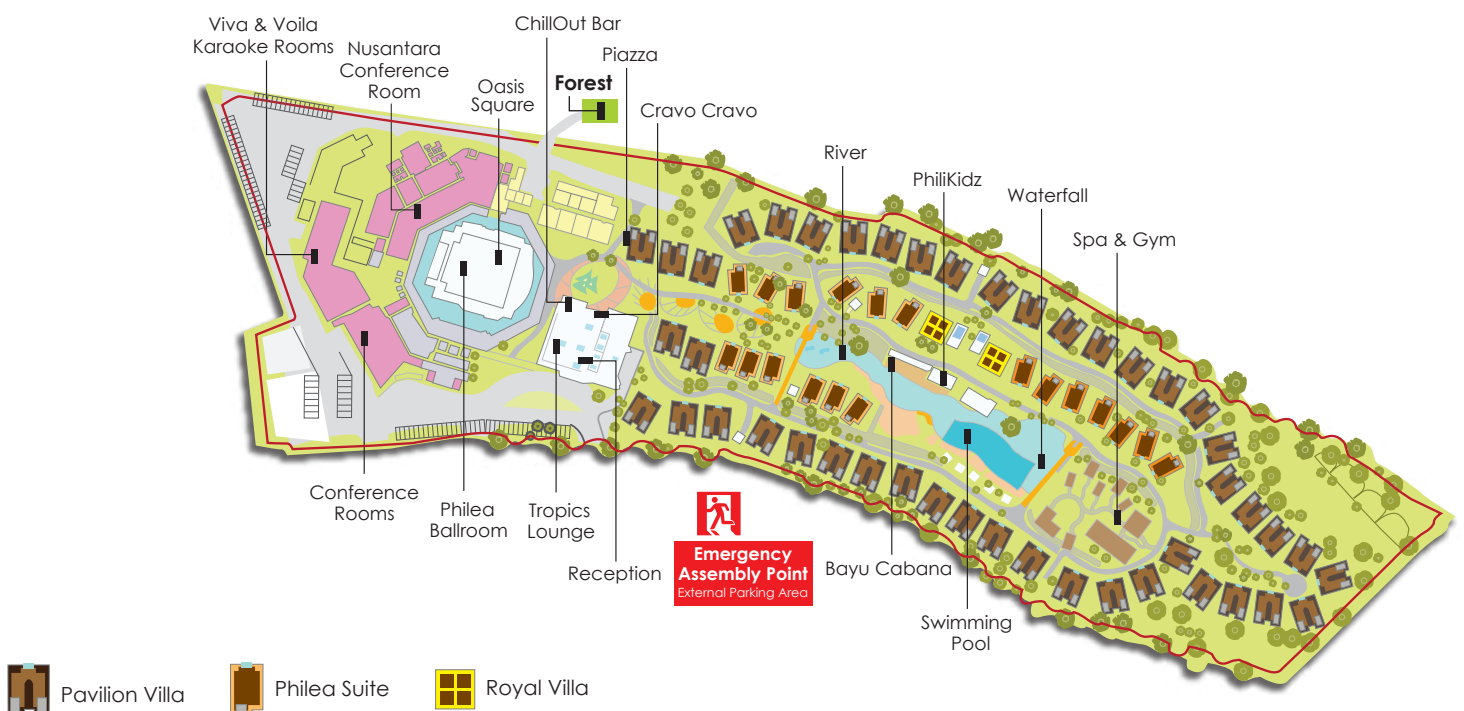 Viva & Voila
Karaoke Rooms
Nusantara
Conference
Room
Oasis
Square
ChillOut Bar
Forest
Piazza
Cravo Cravo
River
PhiliKidz
Waterfall
Spa & Gym
Conference
Rooms
Philea
Ballroom
Tropics
Lounge
Reception
Emergency
Assembly Point
External Parking Area
Bayu Cabana
Swimming
Pool
Pavilion Villa
Philea Suite
Royal Villa